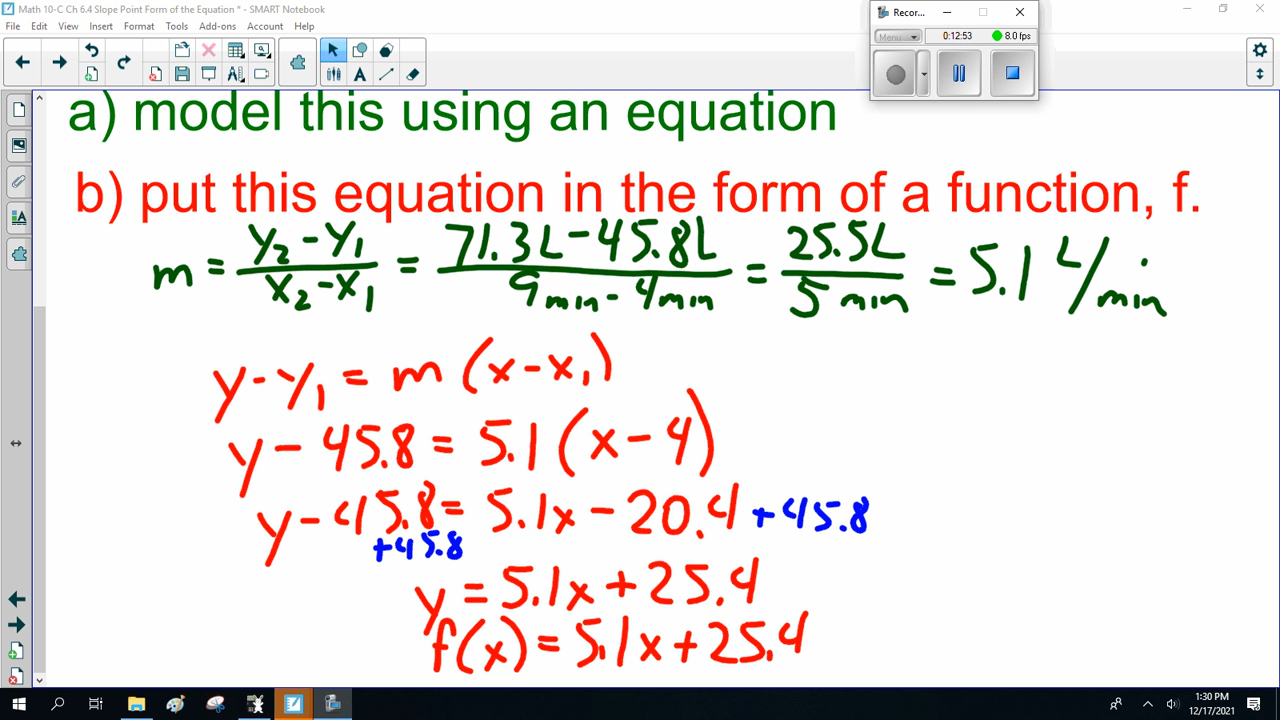 Math 10-C Ch 6.4 Slope Point Form of the Equation * - SMART Notebook
File Edit View Insert Format Tools Add-ons Account Help
Recor...
Menu 0:12:53 8.0 fps
a) model this using an equation
b) put this equation in the form of a function, f.
m = (y₂ - y₁)/(x₂ - x₁) = (71.3L - 45.8L)/(9min - 4min) = 25.5L/5 min = 5.1 L/min
y - y₁ = m (x - x₁)
y - 45.8 = 5.1 (x - 4)
y - 45.8 = 5.1x - 20.4 + 45.8
+45.8
y = 5.1x + 25.4
f(x) = 5.1x + 25.4
1:30 PM
12/17/2021